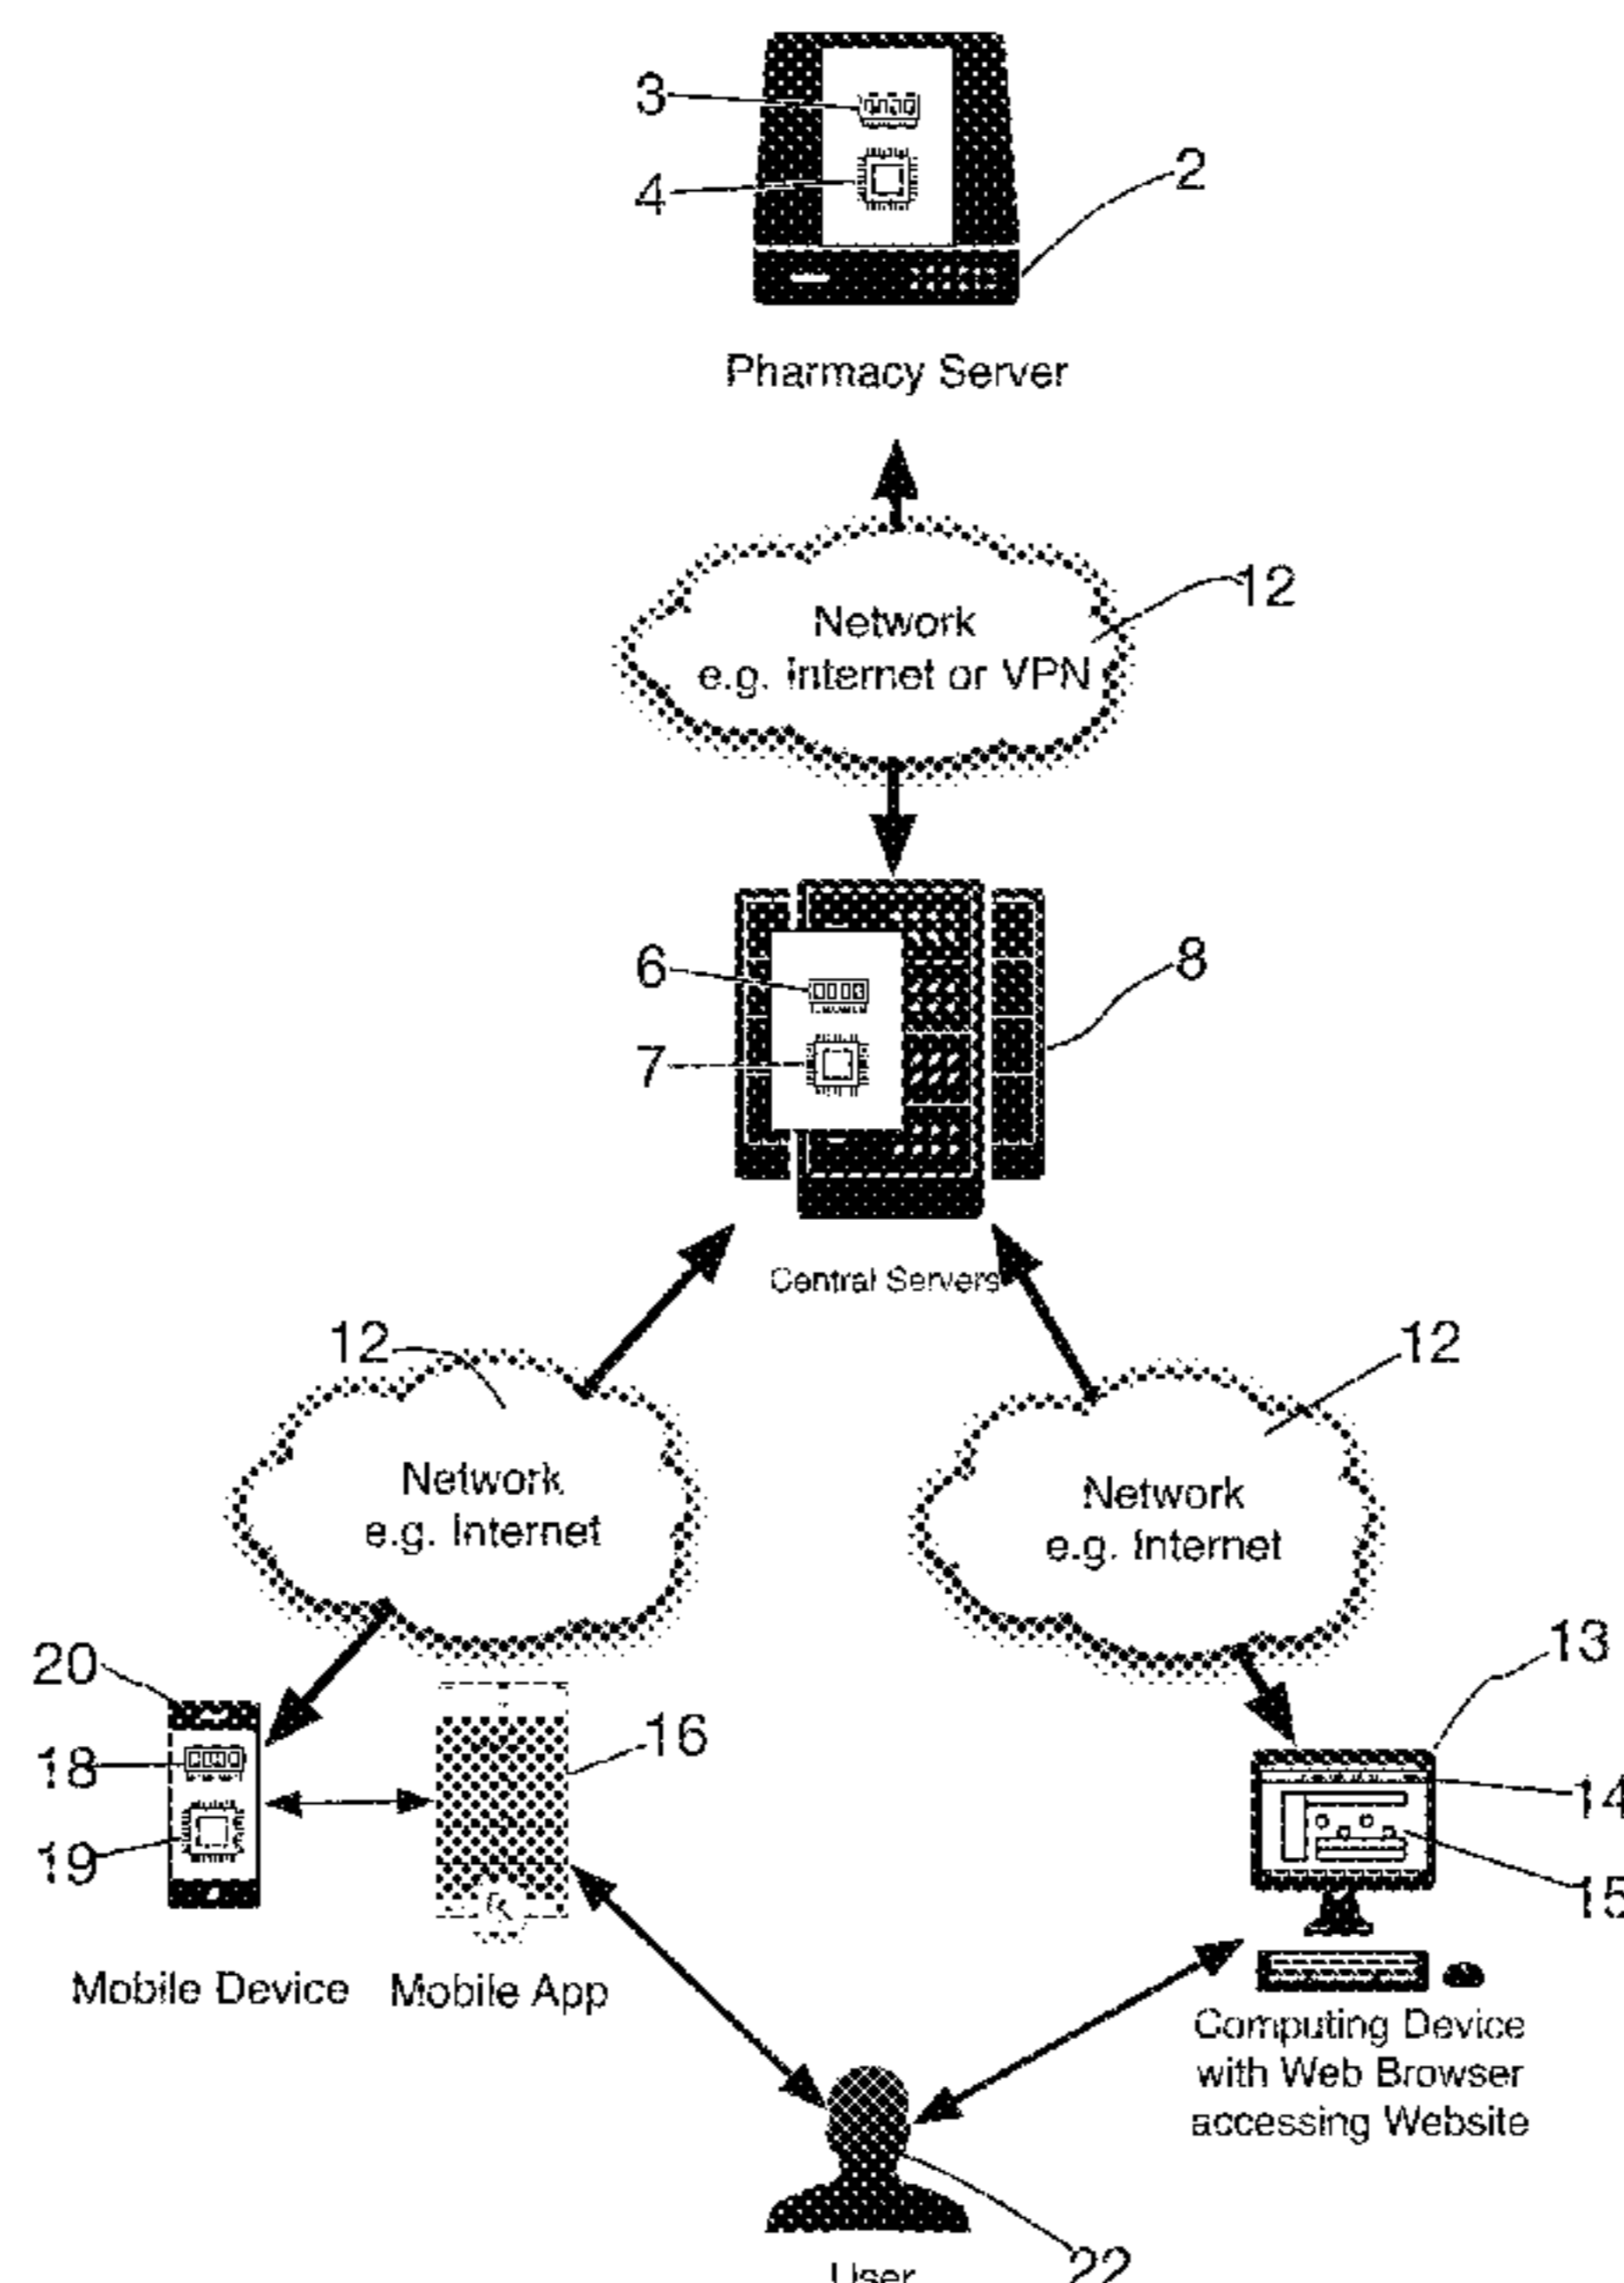 3
4
2
Pharmacy Server
12
Network
e.g. Internet or VPN
6
8
7
Central Servers
12
12
Network
e.g. Internet
Network
e.g. Internet
20
13
16
18
14
19
15
Mobile Device
Mobile App
Computing Device
with Web Browser
accessing Website
User
22